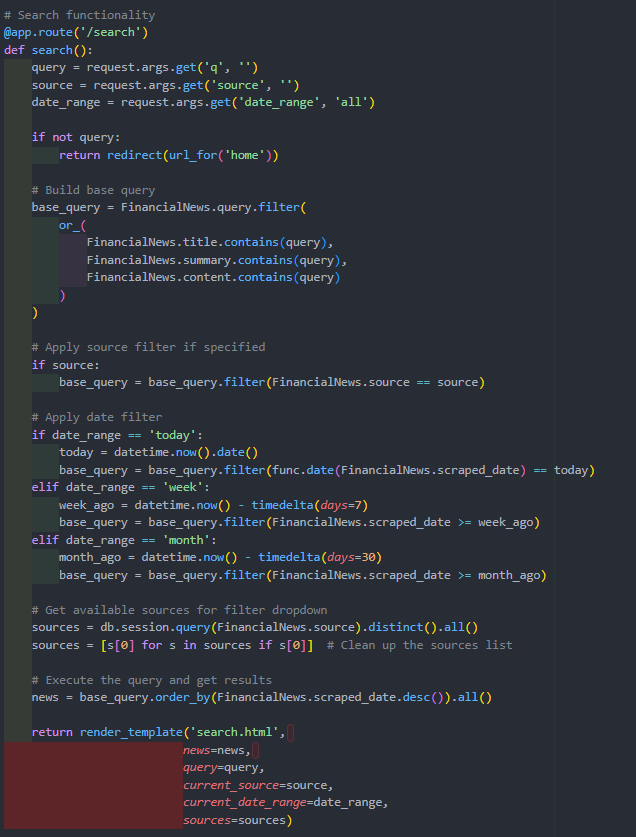 # Search functionality
@app.route('/search')
def search():
    query = request.args.get('q', '')
    source = request.args.get('source', '')
    date_range = request.args.get('date_range', 'all')

    if not query:
        return redirect(url_for('home'))

    # Build base query
    base_query = FinancialNews.query.filter(
        or_(
            FinancialNews.title.contains(query),
            FinancialNews.summary.contains(query),
            FinancialNews.content.contains(query)
        )
    )

    # Apply source filter if specified
    if source:
        base_query = base_query.filter(FinancialNews.source == source)

    # Apply date filter
    if date_range == 'today':
        today = datetime.now().date()
        base_query = base_query.filter(func.date(FinancialNews.scraped_date) == today)
    elif date_range == 'week':
        week_ago = datetime.now() - timedelta(days=7)
        base_query = base_query.filter(FinancialNews.scraped_date >= week_ago)
    elif date_range == 'month':
        month_ago = datetime.now() - timedelta(days=30)
        base_query = base_query.filter(FinancialNews.scraped_date >= month_ago)

    # Get available sources for filter dropdown
    sources = db.session.query(FinancialNews.source).distinct().all()
    sources = [s[0] for s in sources if s[0]]  # Clean up the sources list

    # Execute the query and get results
    news = base_query.order_by(FinancialNews.scraped_date.desc()).all()

    return render_template('search.html',
                          news=news,
                          query=query,
                          current_source=source,
                          current_date_range=date_range,
                          sources=sources)